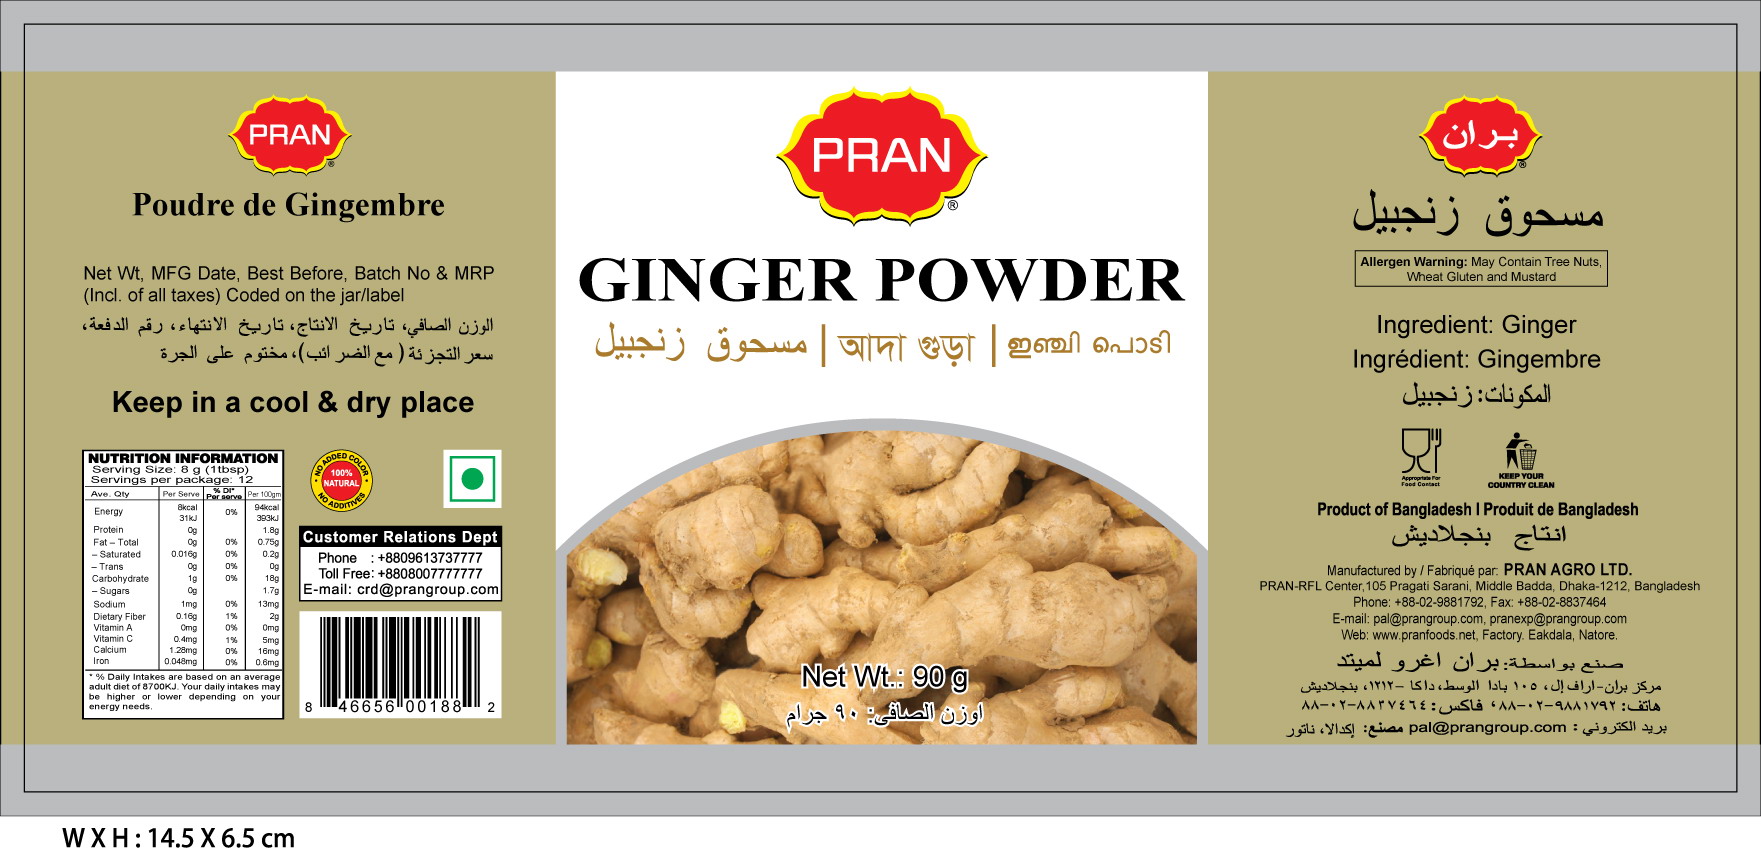 PRAN
®
Poudre de Gingembre
Net Wt, MFG Date, Best Before, Batch No & MRP
(Incl. of all taxes) Coded on the jar/label
الوزن الصافي، تاريخ الانتاج، تاريخ الانتهاء، رقم الدفعة،
سعر التجزئة (مع الضرائب)، مختوم على الجرة
Keep in a cool & dry place
NUTRITION INFORMATION
Serving Size: 8 g (1tbsp)
Servings per package: 12
Ave. Qty Per Serve % DI* Per serve Per 100gm
Energy 8kcal 31kJ 0% 94kcal 393kJ
Protein 0g 1.8g
Fat – Total 0g 0% 0.75g
– Saturated 0.016g 0% 0.2g
– Trans 0g 0% 0g
Carbohydrate 1g 0% 18g
– Sugars 0g 1.7g
Sodium 1mg 0% 13mg
Dietary Fiber 0.16g 1% 2g
Vitamin A 0mg 0% 0mg
Vitamin C 0.4mg 1% 5mg
Calcium 1.28mg 0% 16mg
Iron 0.048mg 0% 0.6mg
* % Daily Intakes are based on an average
adult diet of 8700KJ. Your daily intakes may
be higher or lower depending on your
energy needs.
NO ADDED COLOR
100%
NATURAL
NO ADDITIVES
Customer Relations Dept
Phone : +8809613737777
Toll Free: +8808007777777
E-mail: crd@prangroup.com
8 46656 00188 2
PRAN
®
GINGER POWDER
مسحوق زنجبيل | আদা গুড়া | ഇഞ്ചി പൊടി
Net Wt.: 90 g
اوزن الصافى: ٩٠ جرام
بران
®
مسحوق زنجبيل
Allergen Warning: May Contain Tree Nuts,
Wheat Gluten and Mustard
Ingredient: Ginger
Ingrédient: Gingembre
المكونات: زنجبيل
Appropriate For
Food Contact
KEEP YOUR
COUNTRY CLEAN
Product of Bangladesh I Produit de Bangladesh
انتاج بنجلاديش
Manufactured by / Fabriqué par: PRAN AGRO LTD.
PRAN-RFL Center,105 Pragati Sarani, Middle Badda, Dhaka-1212, Bangladesh
Phone: +88-02-9881792, Fax: +88-02-8837464
E-mail: pal@prangroup.com, pranexp@prangroup.com
Web: www.pranfoods.net, Factory. Eakdala, Natore.
صنع بواسطة: بران اغرو لميتد
مركز بران-اراف إل، ١٠٥ بادا الوسط، داكا -١٢١٢، بنجلاديش
هاتف: ٩٨٨١٧٩٢-٠٢-٨٨، فاكس: ٨٨٣٧٤٦٤-٠٢-٨٨
بريد الكتروني : pal@prangroup.com مصنع: إكدالا، ناتور
W X H : 14.5 X 6.5 cm